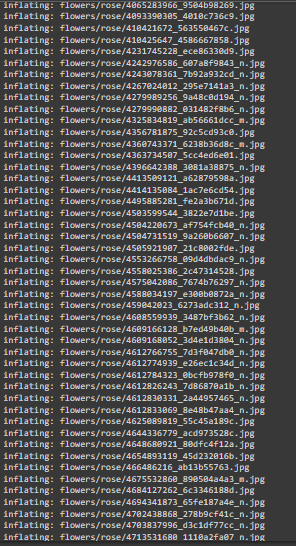 inflating: flowers/rose/4065283966_9504b98269.jpg
inflating: flowers/rose/4093390305_4010c736c9.jpg
inflating: flowers/rose/410421672_563550467c.jpg
inflating: flowers/rose/410425647_4586667858.jpg
inflating: flowers/rose/4231745228_ece86330d9.jpg
inflating: flowers/rose/4242976586_607a8f9843_n.jpg
inflating: flowers/rose/4243078361_7b92a932cd_n.jpg
inflating: flowers/rose/4267024012_295e7141a3_n.jpg
inflating: flowers/rose/4279989256_9a48c0d194_n.jpg
inflating: flowers/rose/4279990882_031482f8b6_n.jpg
inflating: flowers/rose/4325834819_ab56661dcc_m.jpg
inflating: flowers/rose/4356781875_92c5cd93c0.jpg
inflating: flowers/rose/4360743371_6238b36d8c_m.jpg
inflating: flowers/rose/4363734507_5cc4ed6e01.jpg
inflating: flowers/rose/4396642388_3081a38875_n.jpg
inflating: flowers/rose/4413509121_a62879598a.jpg
inflating: flowers/rose/4414135084_1ac7e6cd54.jpg
inflating: flowers/rose/4495885281_fe2a3b671d.jpg
inflating: flowers/rose/4503599544_3822e7d1be.jpg
inflating: flowers/rose/4504220673_af754fcb40_n.jpg
inflating: flowers/rose/4504731519_9a260b6607_n.jpg
inflating: flowers/rose/4505921907_21c8002fde.jpg
inflating: flowers/rose/4553266758_09d4dbdac9_n.jpg
inflating: flowers/rose/4558025386_2c47314528.jpg
inflating: flowers/rose/4575042086_7674b76297_n.jpg
inflating: flowers/rose/4588034197_e300b0872a_n.jpg
inflating: flowers/rose/459042023_6273adc312_n.jpg
inflating: flowers/rose/4608559939_3487bf3b62_n.jpg
inflating: flowers/rose/4609166128_b7ed49b40b_m.jpg
inflating: flowers/rose/4609168052_3d4e1d3804_n.jpg
inflating: flowers/rose/4612766755_7d3f047db0_n.jpg
inflating: flowers/rose/4612774939_e26ec1c34d_n.jpg
inflating: flowers/rose/4612784323_0bcfb978f0_n.jpg
inflating: flowers/rose/4612826243_7d86870a1b_n.jpg
inflating: flowers/rose/4612830331_2a44957465_n.jpg
inflating: flowers/rose/4612833069_8e48b47aa4_n.jpg
inflating: flowers/rose/4625089819_55c45a189c.jpg
inflating: flowers/rose/4644336779_acd973528c.jpg
inflating: flowers/rose/4648680921_80dfc4f12a.jpg
inflating: flowers/rose/4654893119_45d232016b.jpg
inflating: flowers/rose/466486216_ab13b55763.jpg
inflating: flowers/rose/4675532860_890504a4a3_m.jpg
inflating: flowers/rose/4684127262_6c3346188d.jpg
inflating: flowers/rose/4694341873_65fe187a4e_n.jpg
inflating: flowers/rose/4702438868_278b9cf41c_n.jpg
inflating: flowers/rose/4703837996_d3c1df77cc_n.jpg
inflating: flowers/rose/4713531680_1110a2fa07_n.jpg